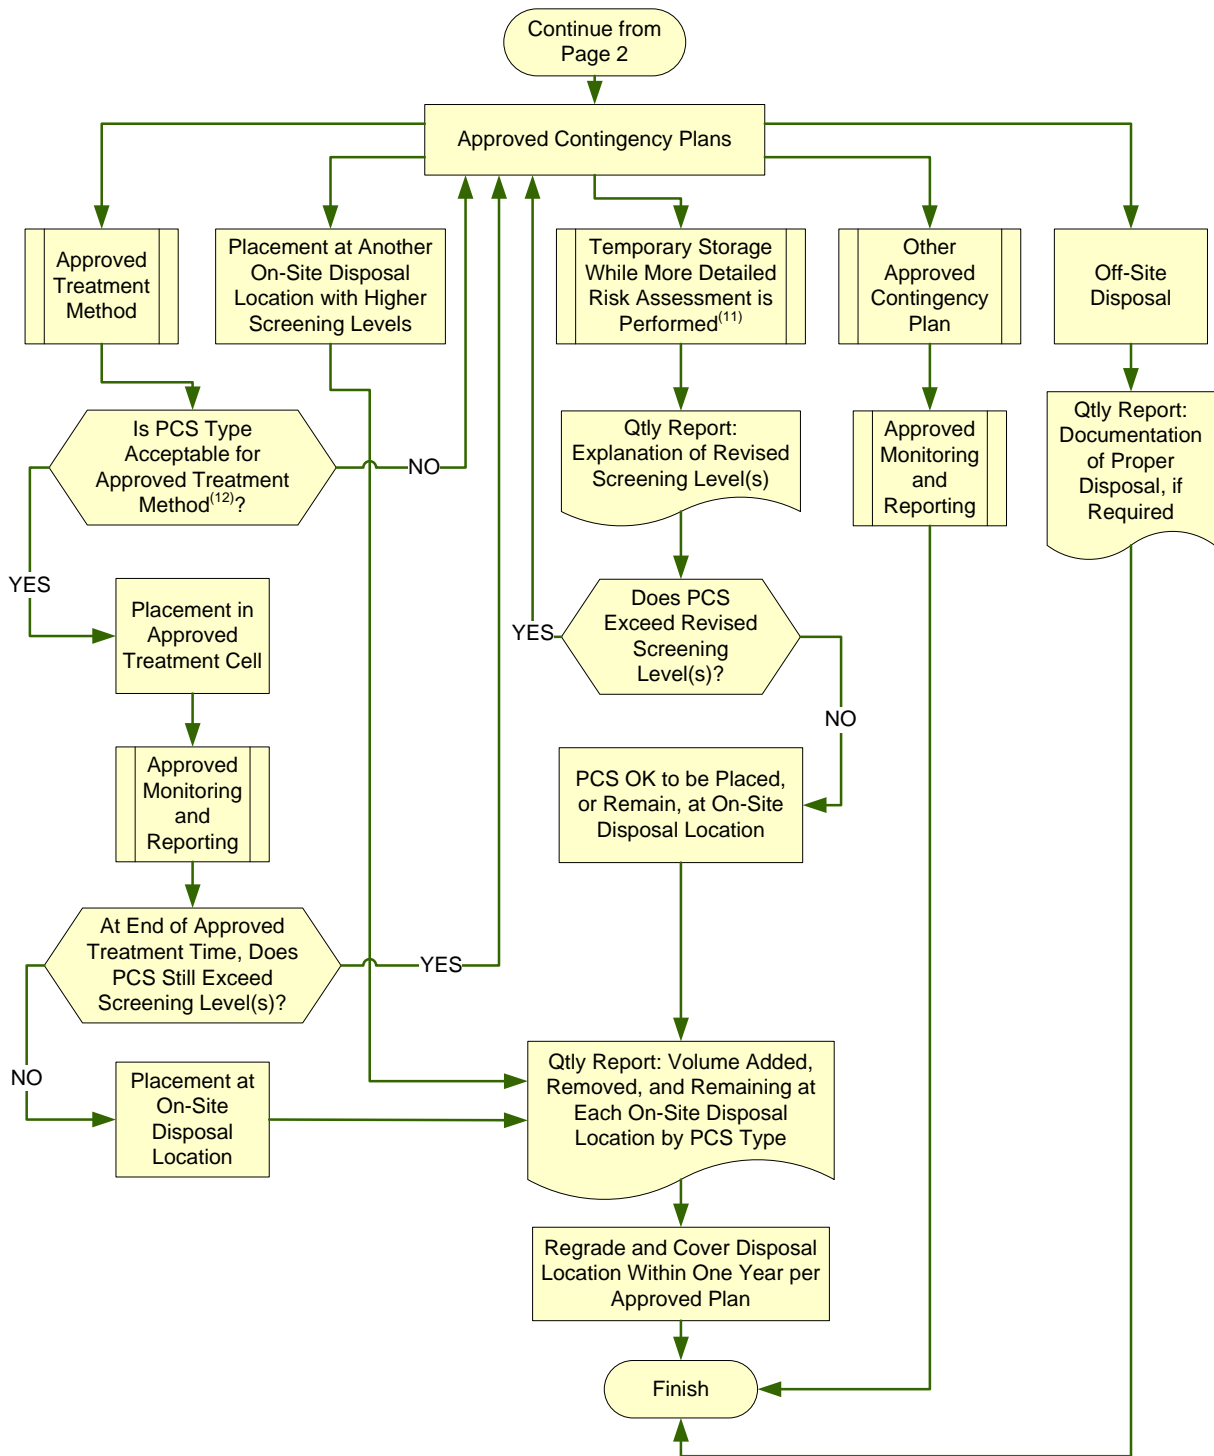 Continue from
Page 2
Approved Contingency Plans
Approved
Treatment
Method
Placement at Another
On-Site Disposal
Location with Higher
Screening Levels
Temporary Storage
While More Detailed
Risk Assessment is
Performed(11)
Other
Approved
Contingency
Plan
Off-Site
Disposal
Is PCS Type
Acceptable for
Approved Treatment
Method(12)?
NO
YES
Qtly Report:
Explanation of Revised
Screening Level(s)
Approved
Monitoring
and
Reporting
Qtly Report:
Documentation
of Proper
Disposal, if
Required
Placement in
Approved
Treatment Cell
Does PCS
Exceed Revised
Screening
Level(s)?
YES
NO
Approved
Monitoring
and
Reporting
PCS OK to be Placed,
or Remain, at On-Site
Disposal Location
At End of Approved
Treatment Time, Does
PCS Still Exceed
Screening Level(s)?
YES
NO
Placement at
On-Site
Disposal
Location
Qtly Report: Volume Added,
Removed, and Remaining at
Each On-Site Disposal
Location by PCS Type
Regrade and Cover Disposal
Location Within One Year per
Approved Plan
Finish